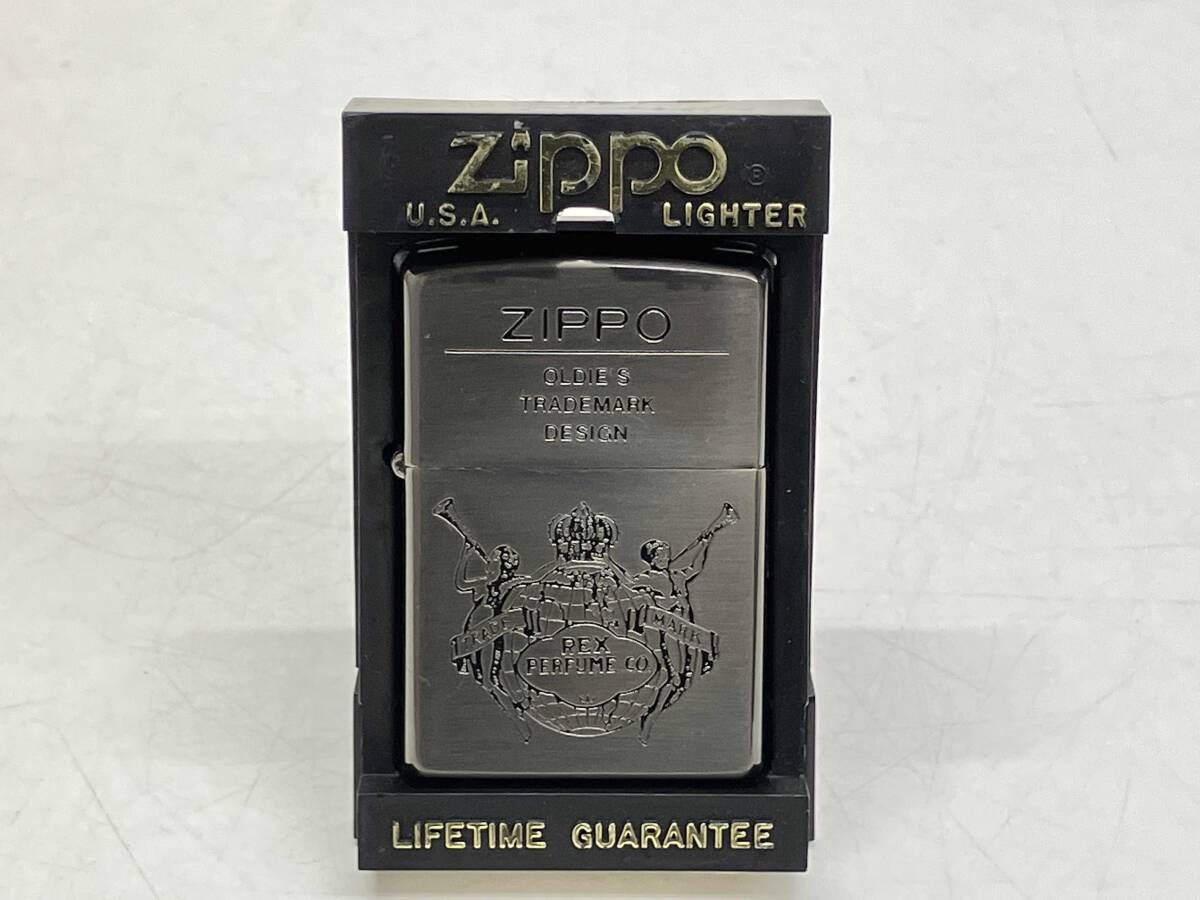 Zippo ®
U.S.A. LIGHTER
ZIPPO
OLDIE'S
TRADEMARK
DESIGN
TRADE MARK
REX
PERFUME CO.
LIFETIME GUARANTEE